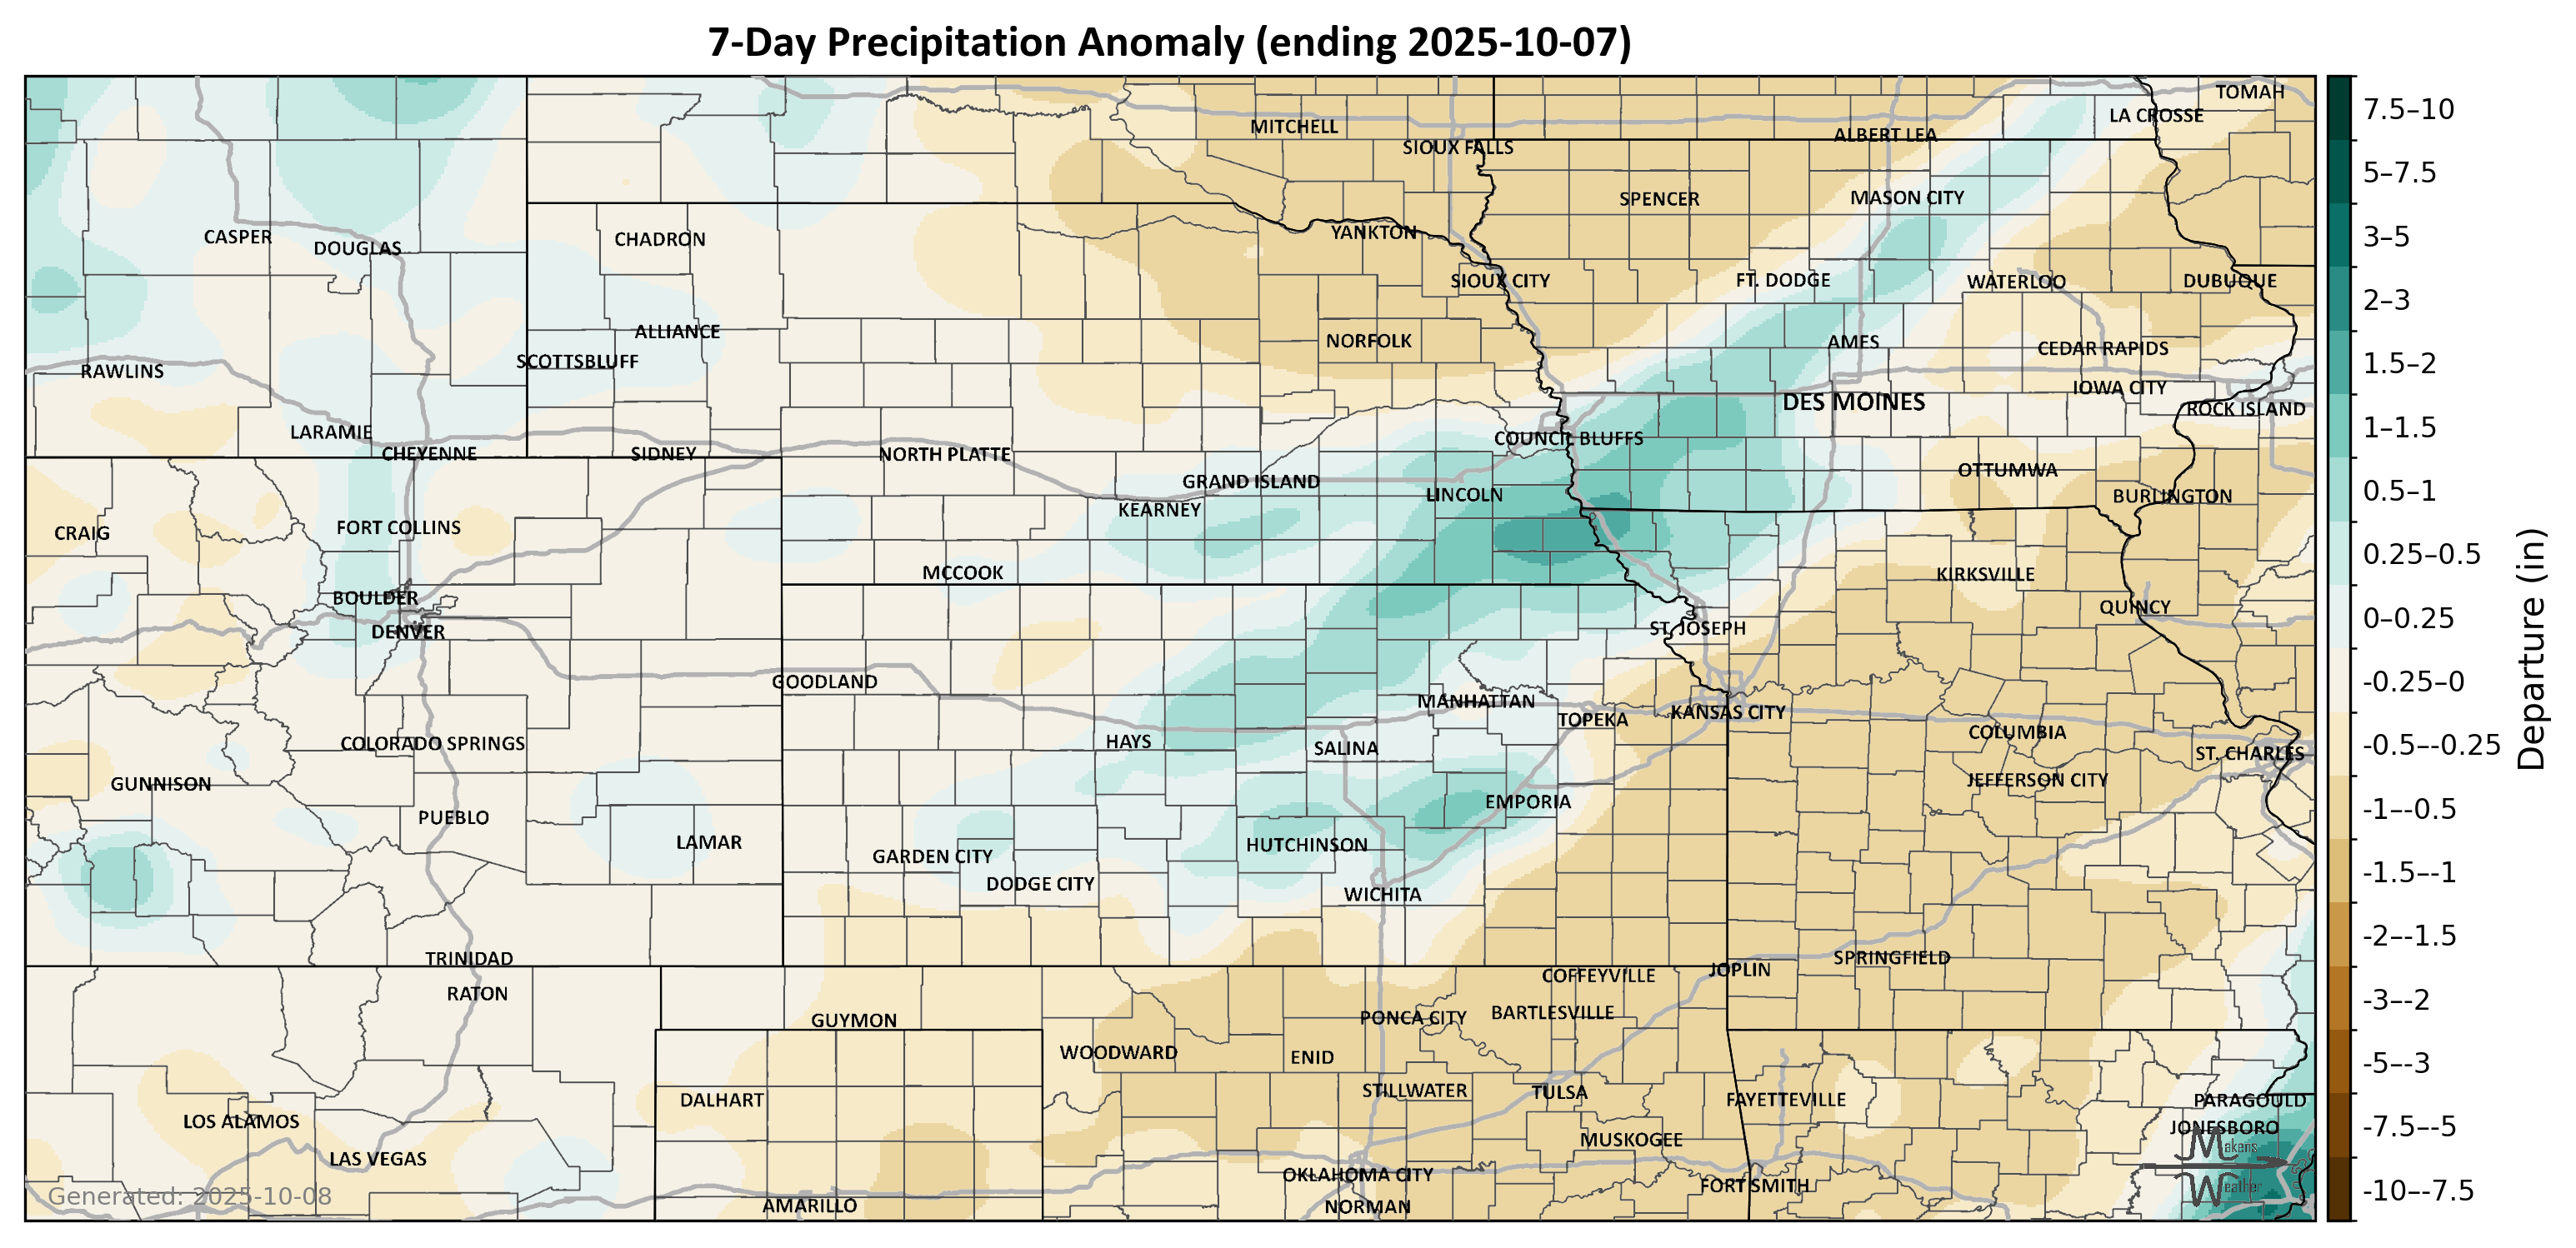 7-Day Precipitation Anomaly (ending 2025-10-07)
TOMAH
LA CROSSE
MITCHELL
ALBERT LEA
SIOUX FALLS
SPENCER
MASON CITY
YANKTON
CASPER
CHADRON
DOUGLAS
SIOUX CITY
FT. DODGE
WATERLOO
DUBUQUE
ALLIANCE
NORFOLK
AMES
CEDAR RAPIDS
SCOTTSBLUFF
RAWLINS
IOWA CITY
DES MOINES
ROCK ISLAND
LARAMIE
COUNCIL BLUFFS
CHEYENNE
SIDNEY
NORTH PLATTE
OTTUMWA
GRAND ISLAND
LINCOLN
BURLINGTON
KEARNEY
FORT COLLINS
CRAIG
MCCOOK
KIRKSVILLE
BOULDER
QUINCY
DENVER
ST. JOSEPH
GOODLAND
MANHATTAN
KANSAS CITY
TOPEKA
COLUMBIA
COLORADO SPRINGS
HAYS
SALINA
ST. CHARLES
GUNNISON
JEFFERSON CITY
EMPORIA
PUEBLO
LAMAR
HUTCHINSON
GARDEN CITY
DODGE CITY
WICHITA
TRINIDAD
SPRINGFIELD
JOPLIN
COFFEYVILLE
RATON
BARTLESVILLE
PONCA CITY
GUYMON
WOODWARD
ENID
STILLWATER
TULSA
DALHART
FAYETTEVILLE
PARAGOULD
LOS ALAMOS
JONESBORO
MUSKOGEE
LAS VEGAS
OKLAHOMA CITY
FORT SMITH
AMARILLO
NORMAN
Makens
Weather
Generated: 2025-10-08
7.5–10
5–7.5
3–5
2–3
1.5–2
1–1.5
0.5–1
0.25–0.5
0–0.25
-0.25–0
-0.5–-0.25
-1–-0.5
-1.5–-1
-2–-1.5
-3–-2
-5–-3
-7.5–-5
-10–-7.5
Departure (in)